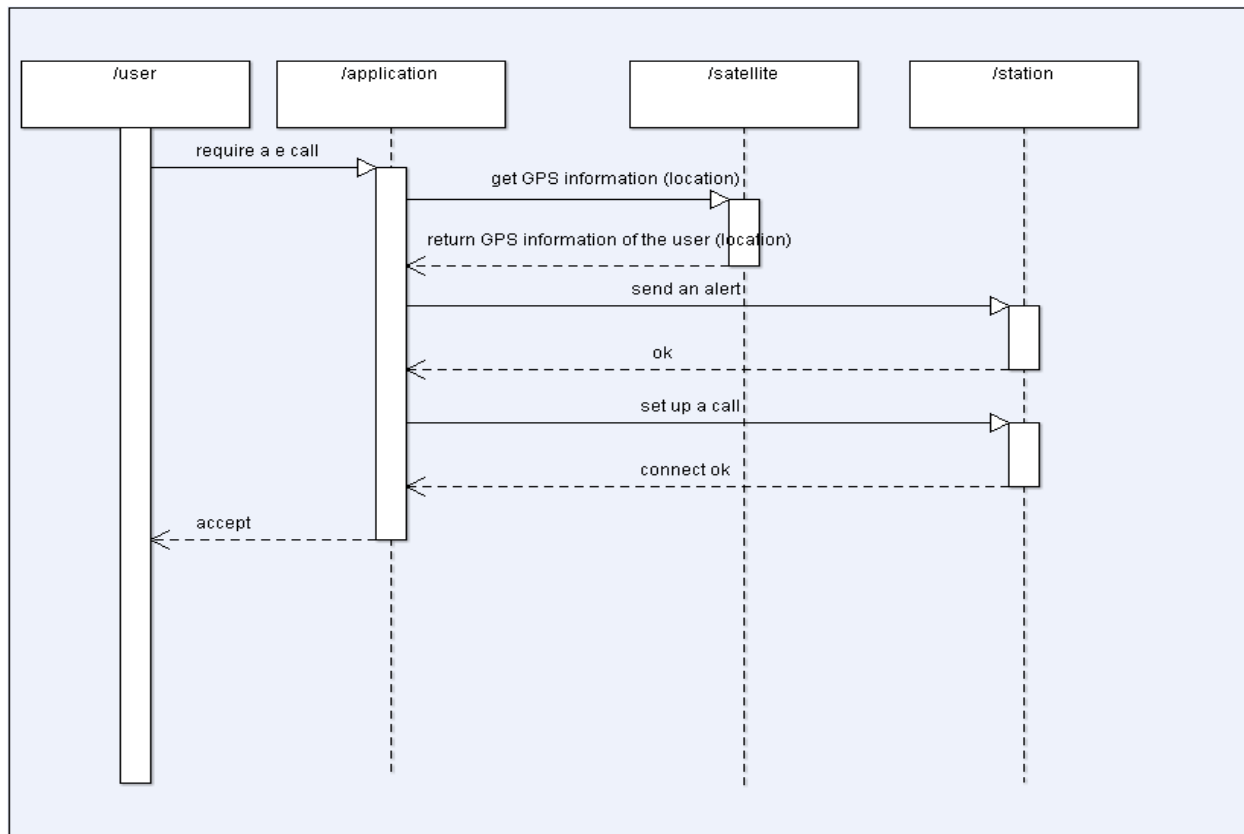 /user
/application
/satellite
/station
require a e call
get GPS information (location)
return GPS information of the user (location)
send an alert
ok
set up a call
connect ok
accept